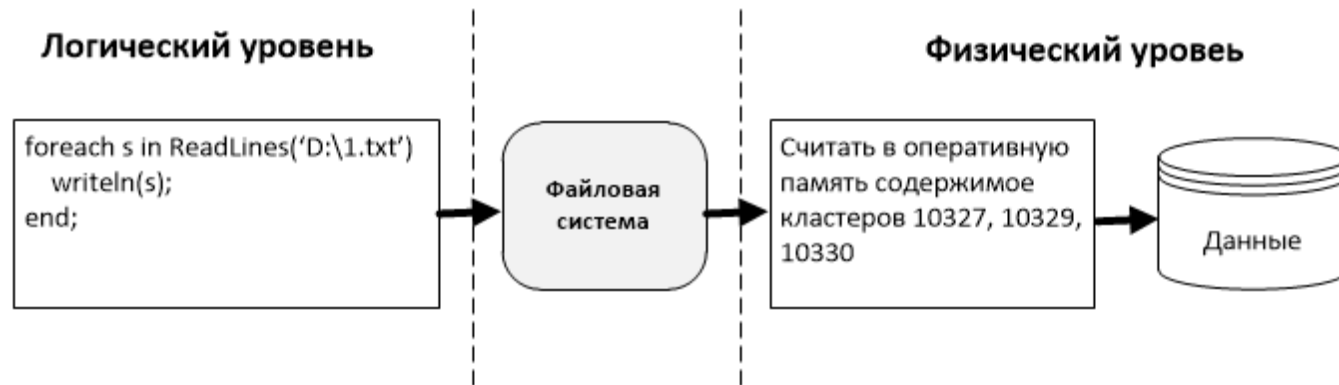 Логический уровень
Физический уровеь
foreach s in ReadLines(‘D:\1.txt’)
writeln(s);
end;
Файловая
система
Считать в оперативную
память содержимое
кластеров 10327, 10329,
10330
Данные